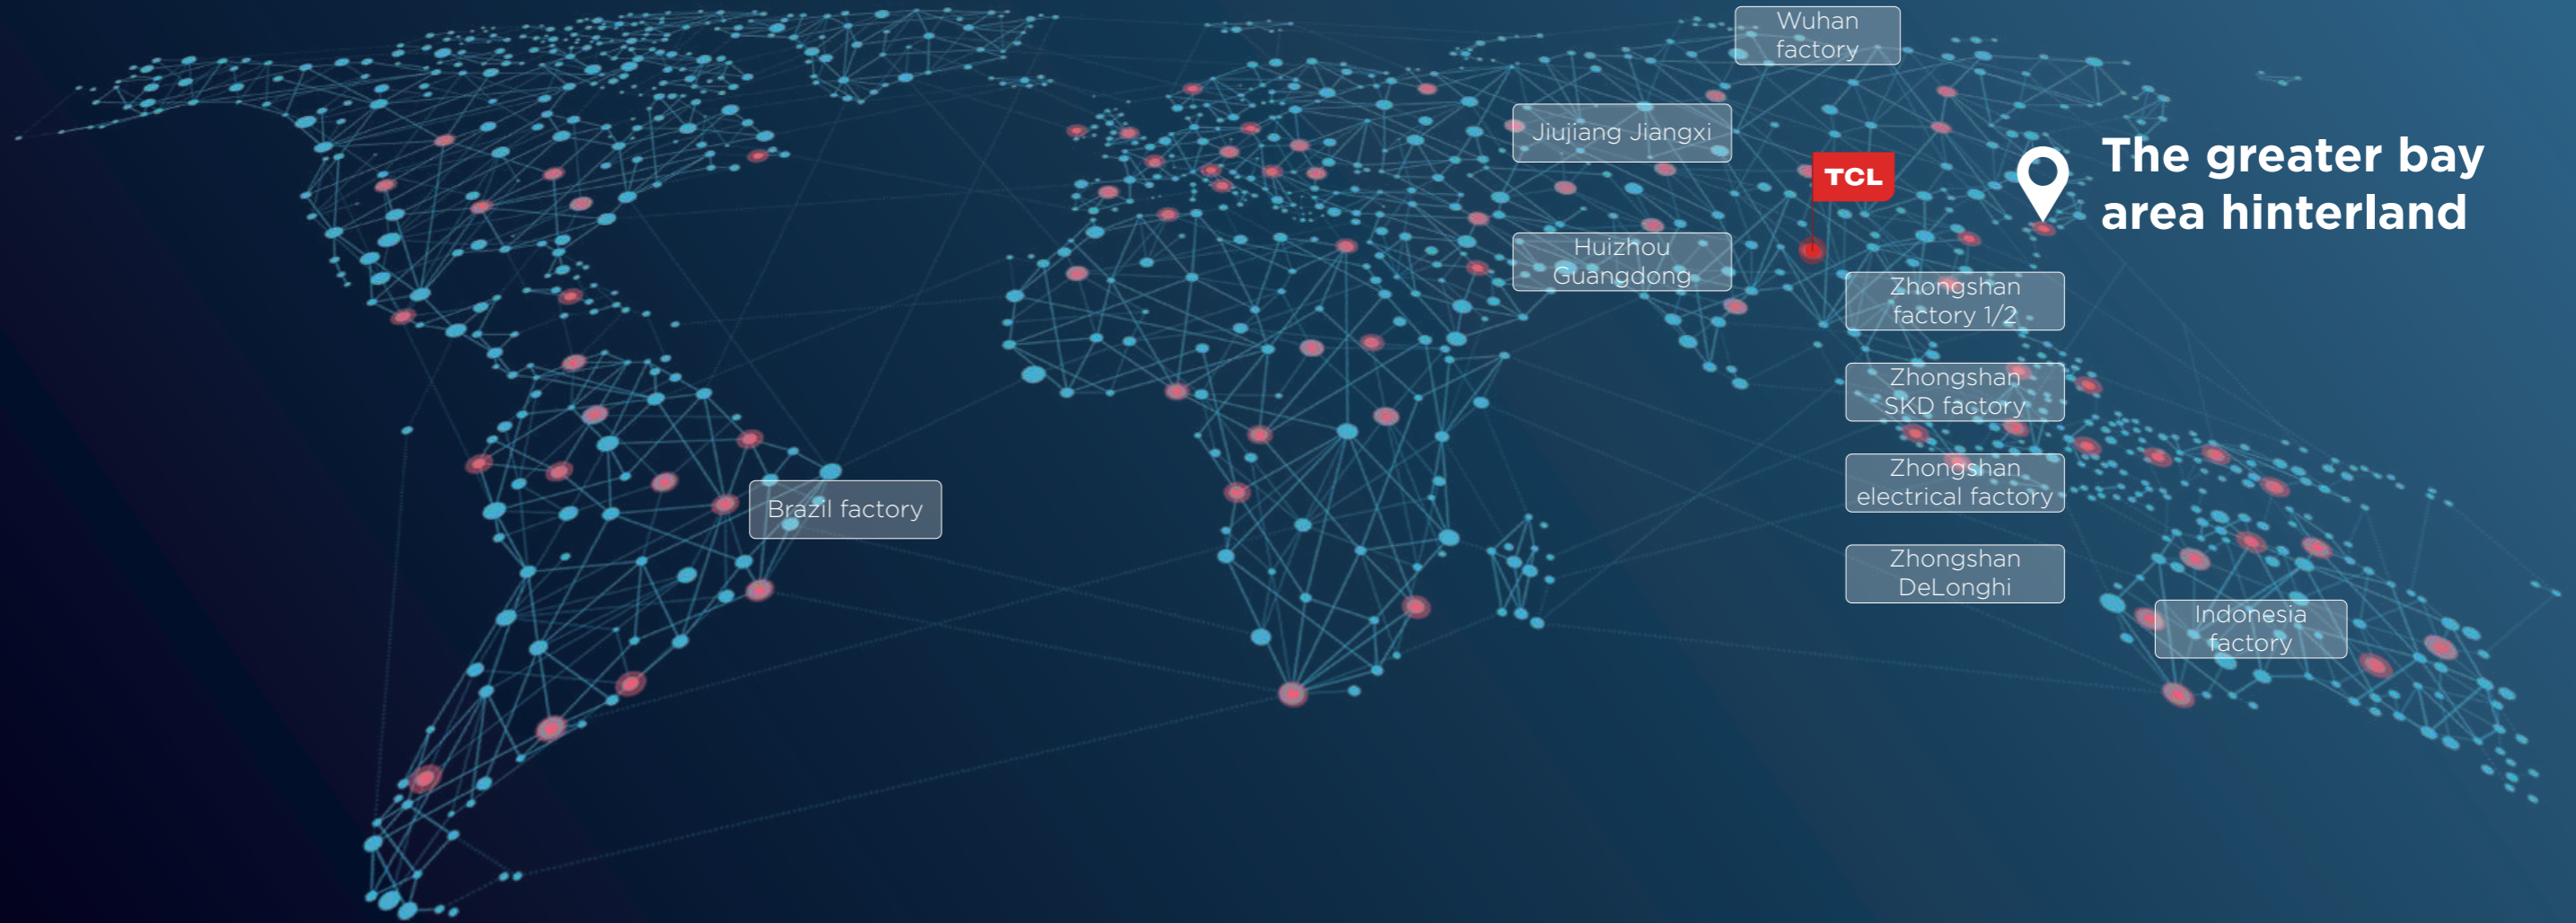 Wuhan
factory
Jiujiang Jiangxi
TCL
The greater bay
area hinterland
Huizhou
Guangdong
Zhongshan
factory 1/2
Zhongshan
SKD factory
Zhongshan
electrical factory
Brazil factory
Zhongshan
DeLonghi
Indonesia
factory